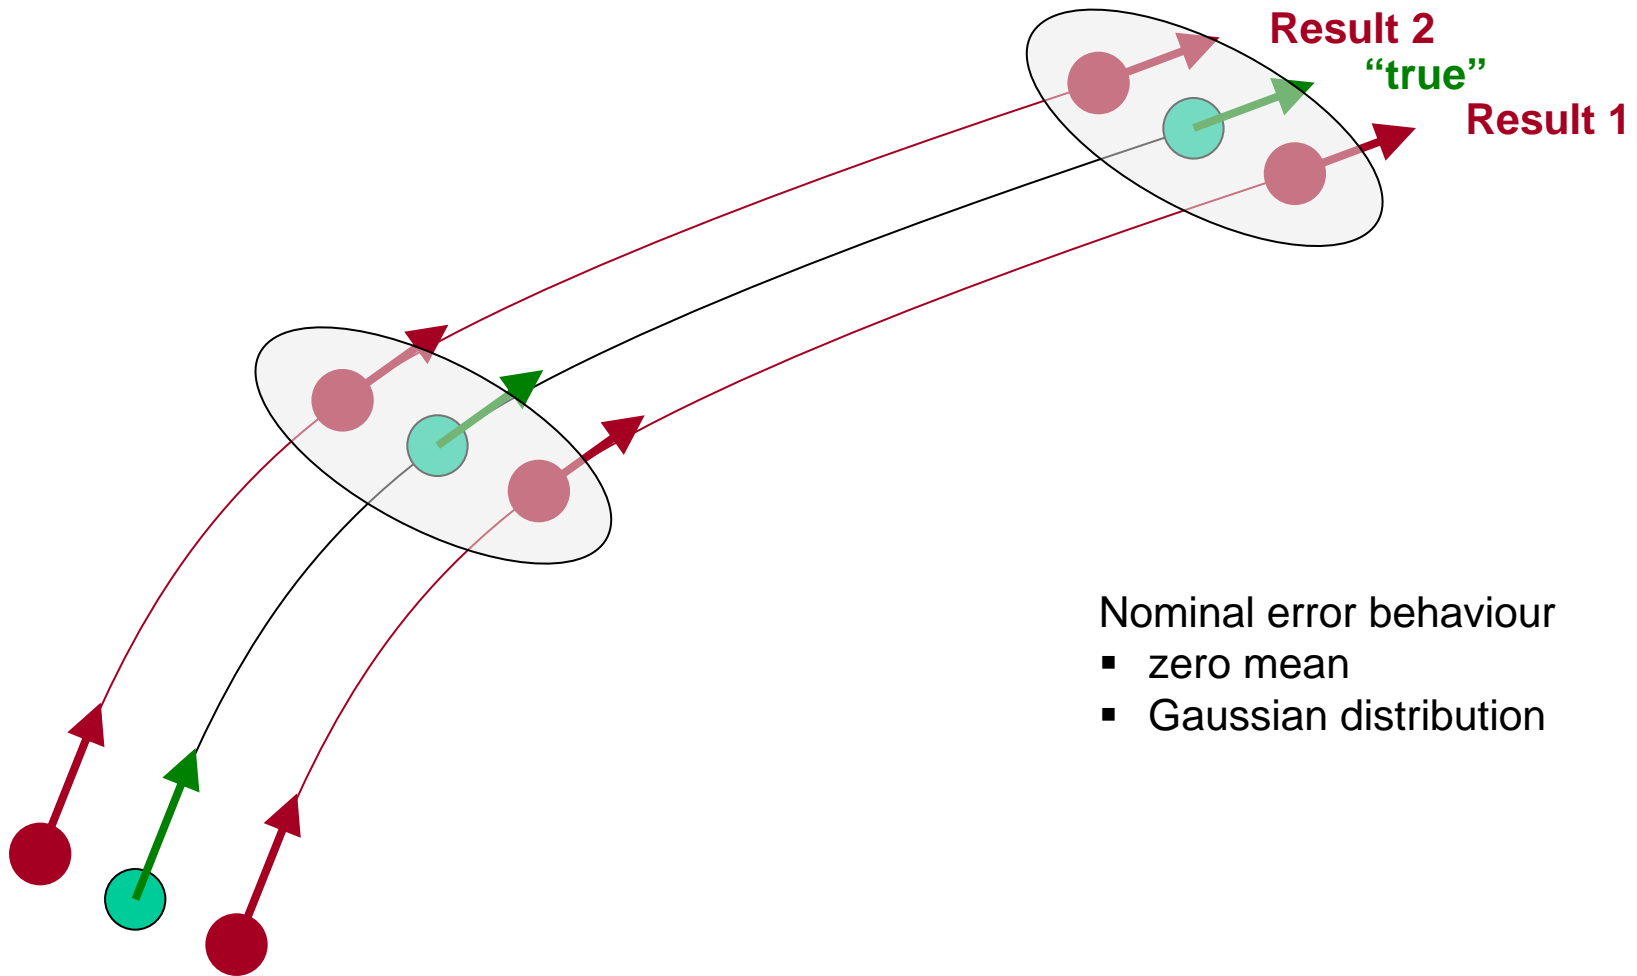 Result 2
“true”
Result 1
Nominal error behaviour
▪ zero mean
▪ Gaussian distribution